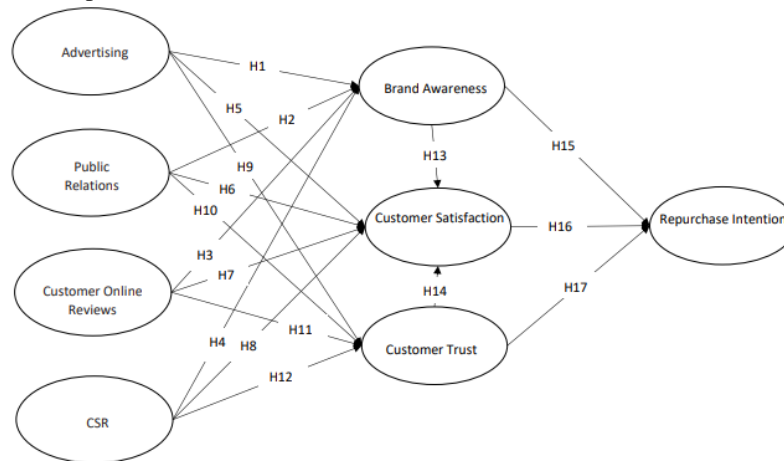 Advertising
H1
Brand Awareness
H5
H2
H15
Public
Relations
H9
H13
H6
H10
Customer Satisfaction
H16
Repurchase Intention
H3
H7
Customer Online
Reviews
H14
H17
H11
H4
H8
Customer Trust
H12
CSR